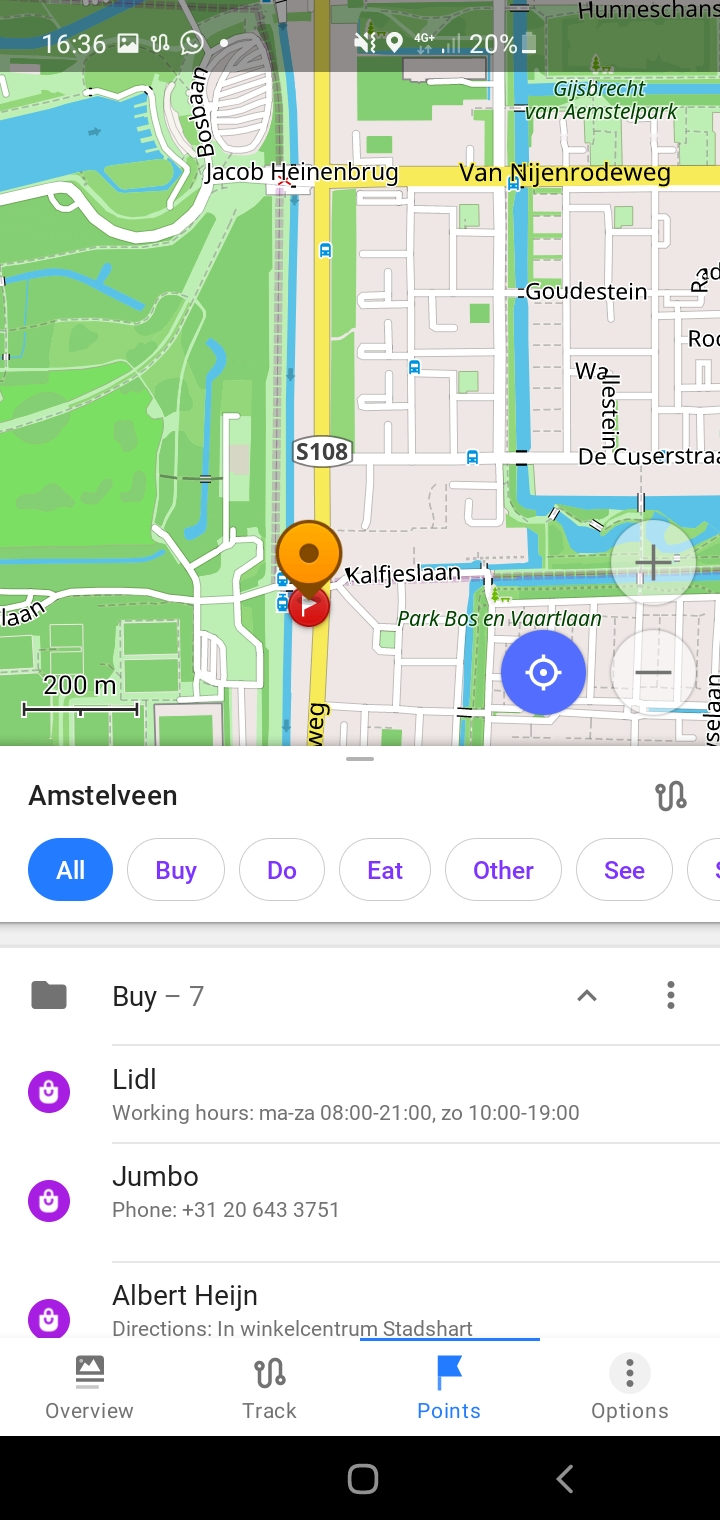 Hunneschans
16:36
4G+
20%
Gijsbrecht
van Aemstelpark
Bosbaan
Jacob Heinenbrug
Van Nijenrodeweg
Goudestein
Roo
Wa
llestein
S108
De Cuserstraa
Kalfjeslaan
laan
Park Bos en Vaartlaan
200 m
weg
Amstelveen
All
Buy
Do
Eat
Other
See
Buy – 7
Lidl
Working hours: ma-za 08:00-21:00, zo 10:00-19:00
Jumbo
Phone: +31 20 643 3751
Albert Heijn
Directions: In winkelcentrum Stadshart
Overview
Track
Points
Options